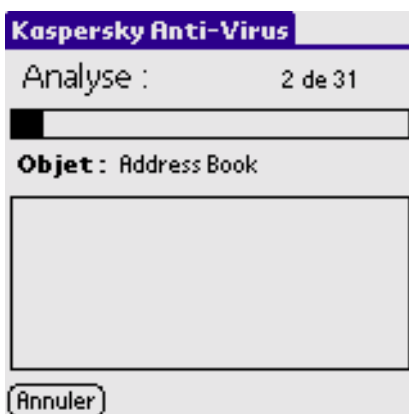 Kaspersky Anti-Virus
Analyse : 2 de 31
Objet : Address Book
Annuler